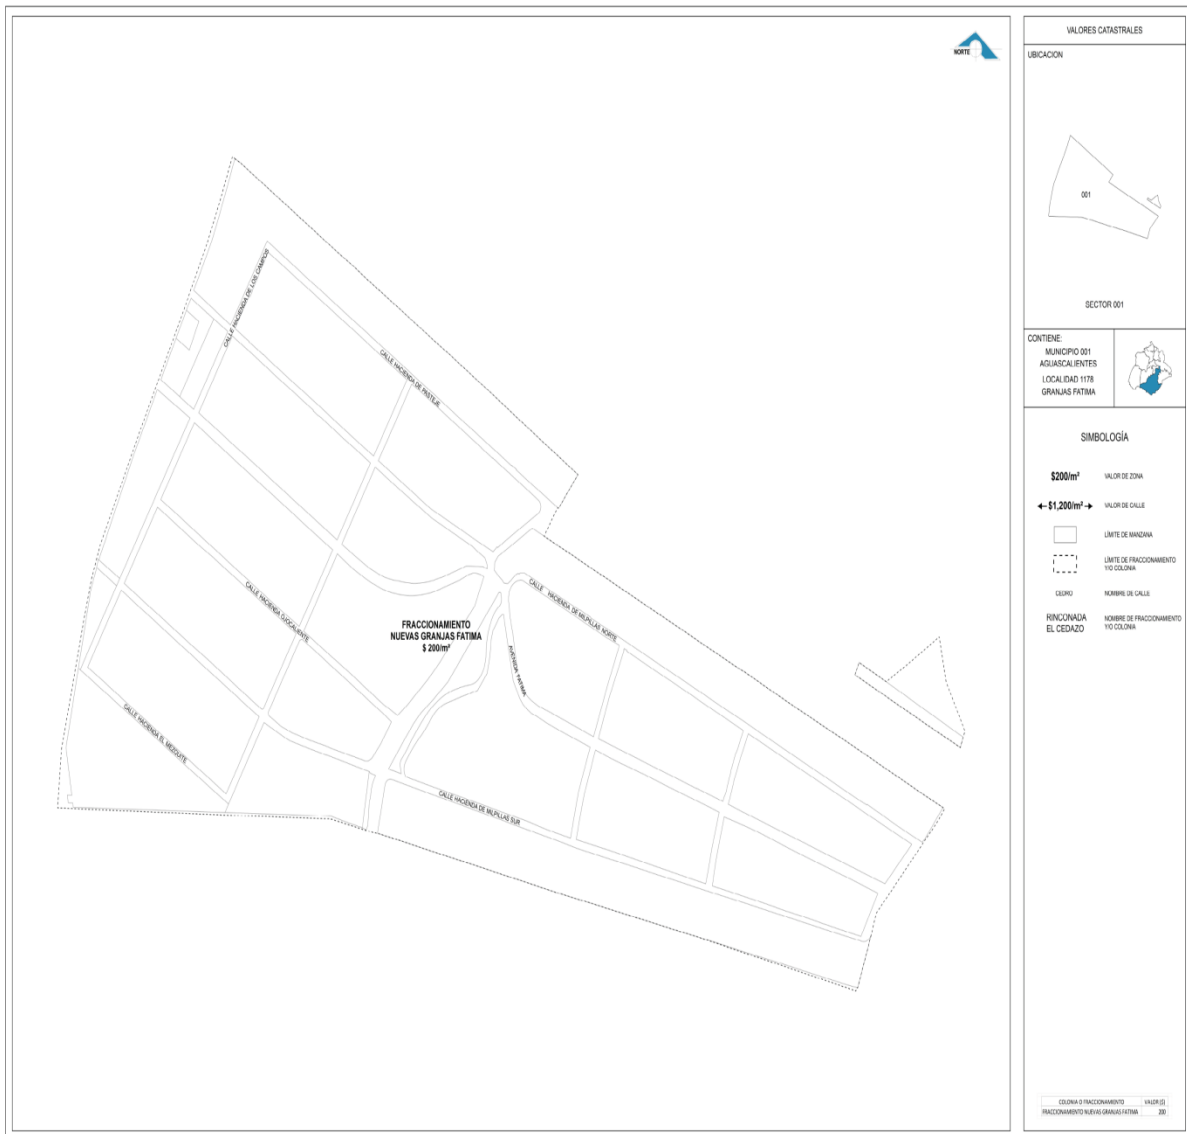 NORTE
CALLE HACIENDA DE LOS CAMPOS
CALLE HACIENDA DE PASTEJE
CALLE HACIENDA OJOCALIENTE
FRACCIONAMIENTO
NUEVAS GRANJAS FATIMA
$ 200/m²
CALLE HACIENDA DE MILPILLAS NORTE
AVENIDA FATIMA
CALLE HACIENDA EL MEZQUITE
CALLE HACIENDA DE MILPILLAS SUR
VALORES CATASTRALES
UBICACION
001
SECTOR 001
CONTIENE:
MUNICIPIO 001
AGUASCALIENTES
LOCALIDAD 1178
GRANJAS FATIMA
SIMBOLOGÍA
$200/m² VALOR DE ZONA
$1,200/m² VALOR DE CALLE
LÍMITE DE MANZANA
LÍMITE DE FRACCIONAMIENTO
Y/O COLONIA
CEDRO NOMBRE DE CALLE
RINCONADA
EL CEDAZO
NOMBRE DE FRACCIONAMIENTO
Y/O COLONIA
COLONIA O FRACCIONAMIENTO VALOR ($)
FRACCIONAMIENTO NUEVAS GRANJAS FATIMA 200